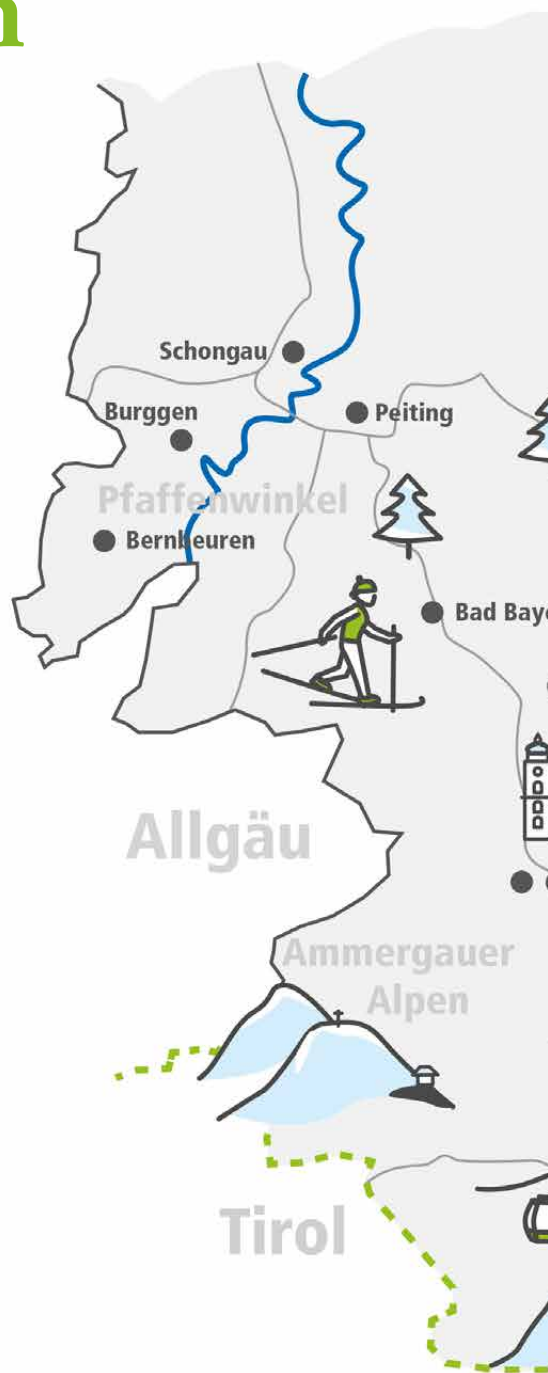 n
Schongau
Burggen
Peiting
Pfaffenwinkel
Bernbeuren
Bad Baye
Allgäu
Ammergauer
Alpen
Tirol